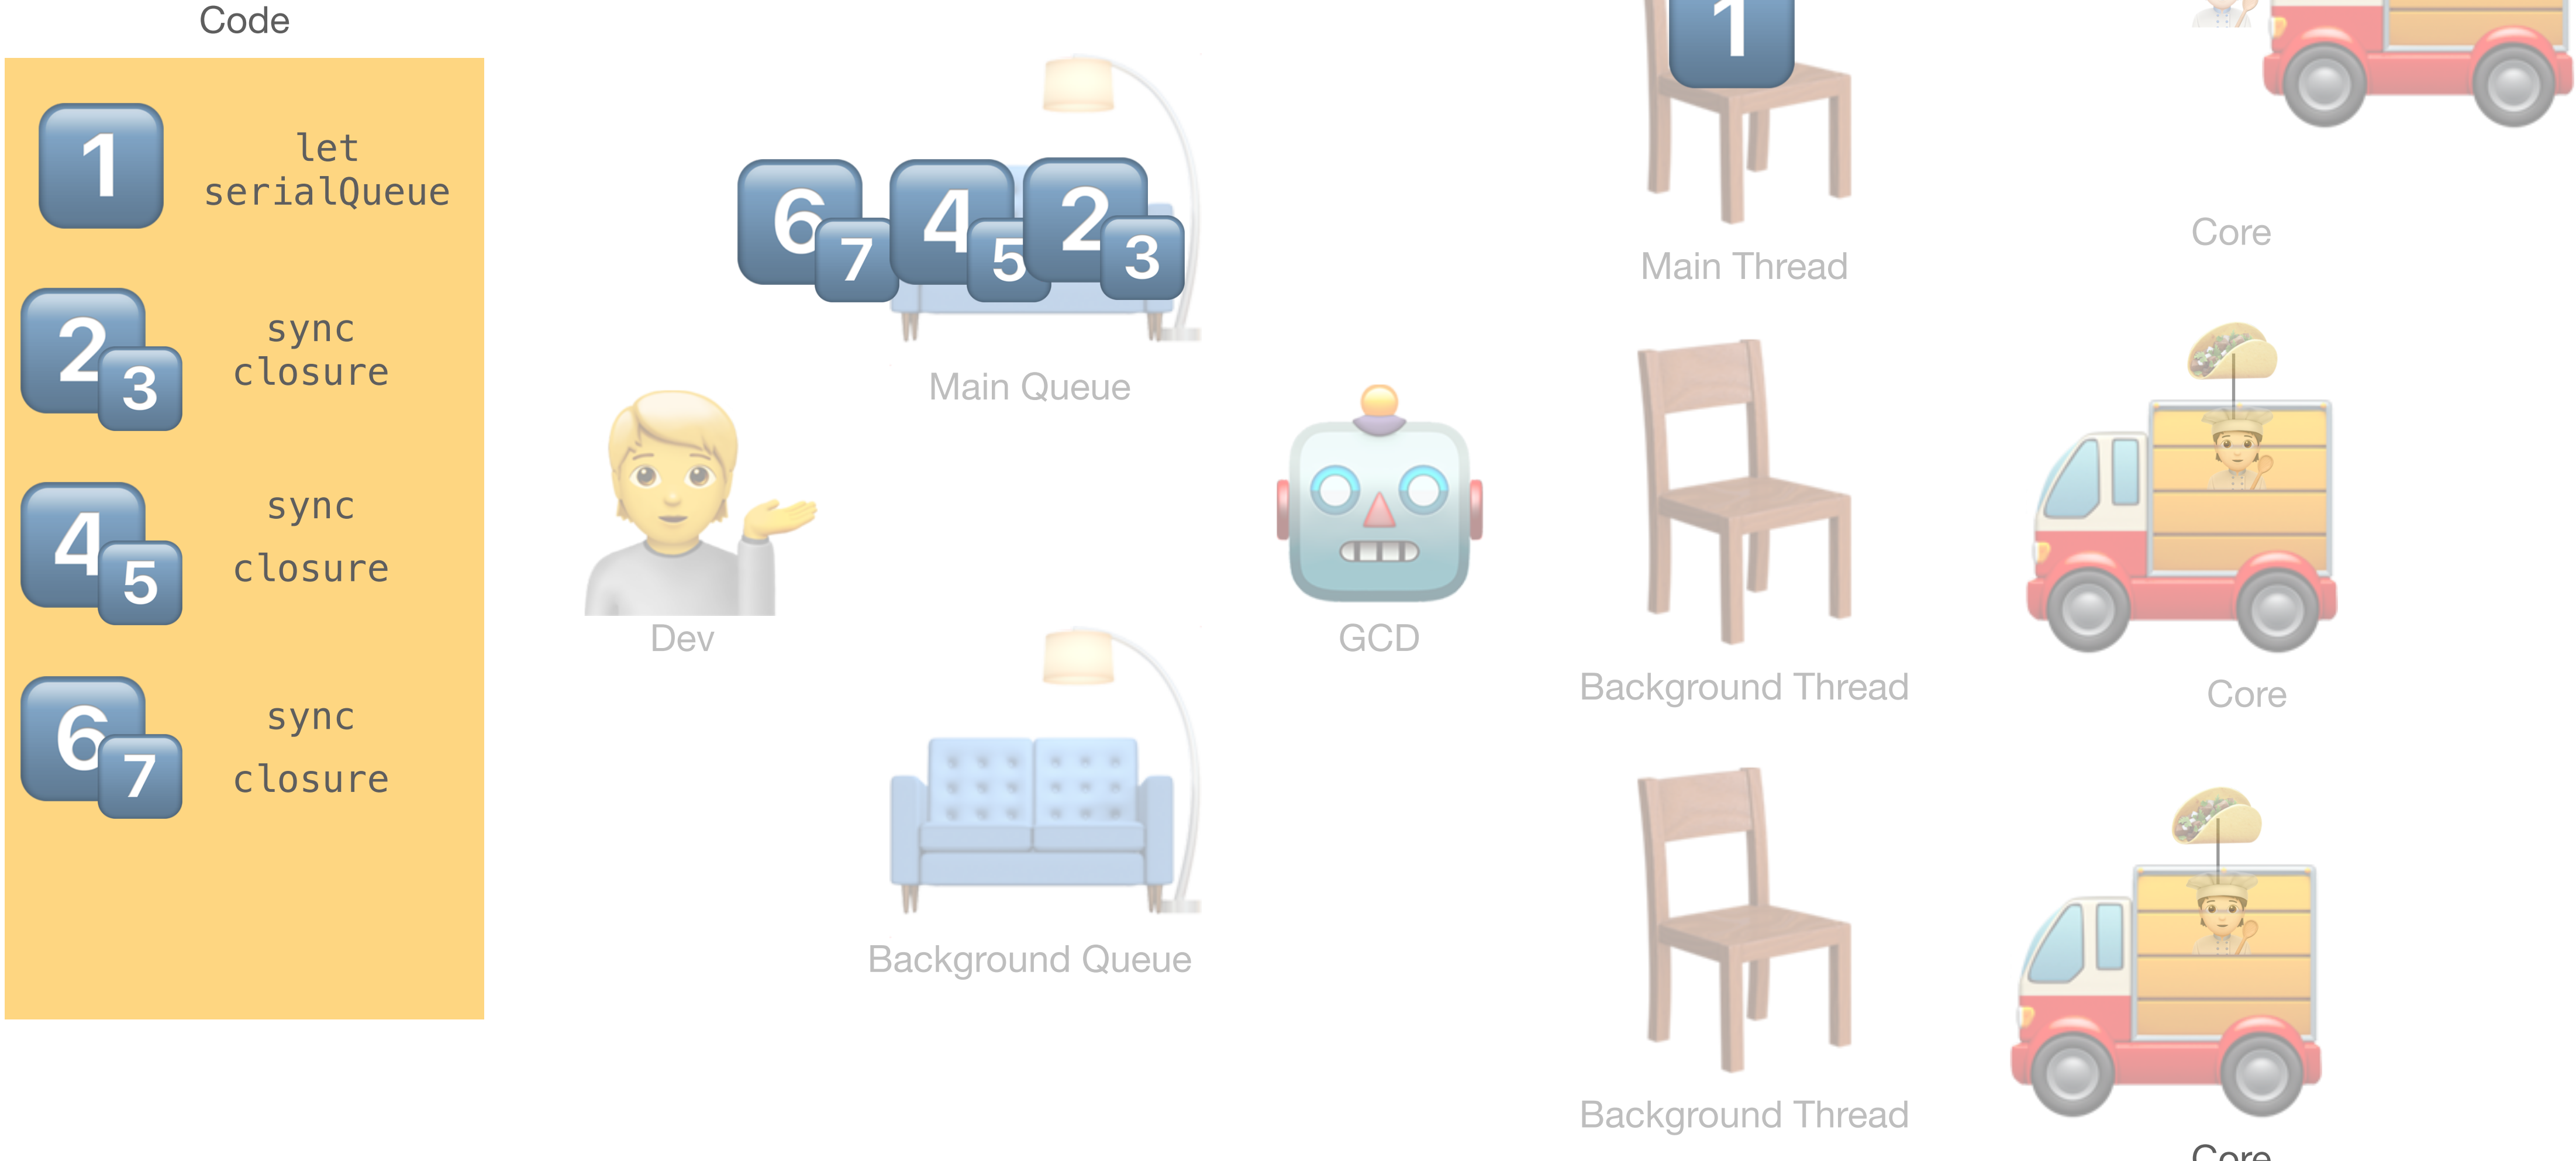 Code
1
let
serialQueue
2
3
sync
closure
4
5
sync
closure
6
7
sync
closure
6
7
4
5
2
3
Main Queue
Dev
Background Queue
GCD
1
Main Thread
Background Thread
Background Thread
Core
Core
Core